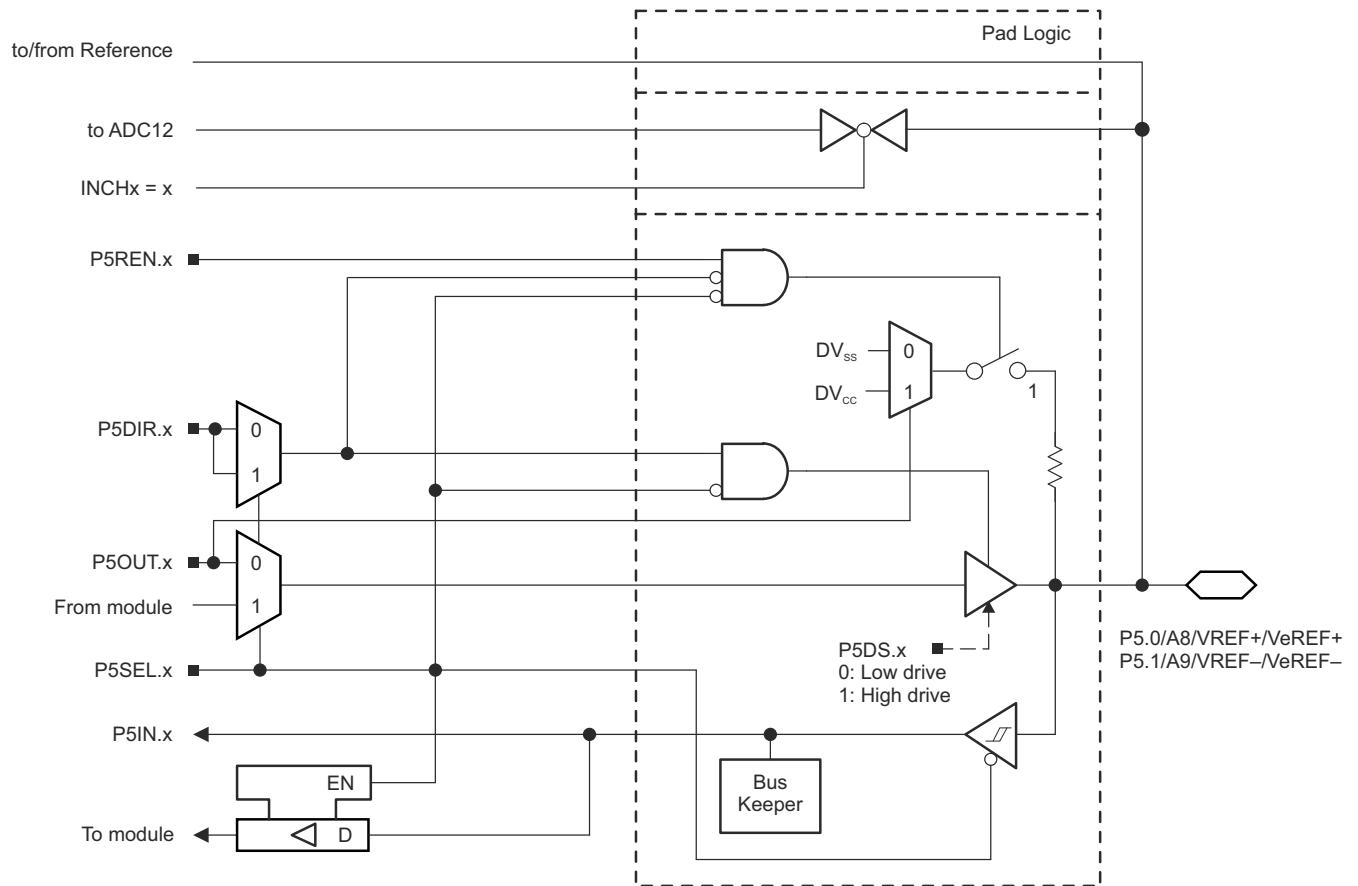 Pad Logic
to/from Reference
to ADC12
INCHx = x
P5REN.x
DVSS
0
DVCC
1
1
P5DIR.x
0
1
P5OUT.x
0
From module
1
P5SEL.x
P5DS.x
0: Low drive
1: High drive
P5.0/A8/VREF+/VeREF+
P5.1/A9/VREF–/VeREF–
P5IN.x
Bus
Keeper
EN
To module
D